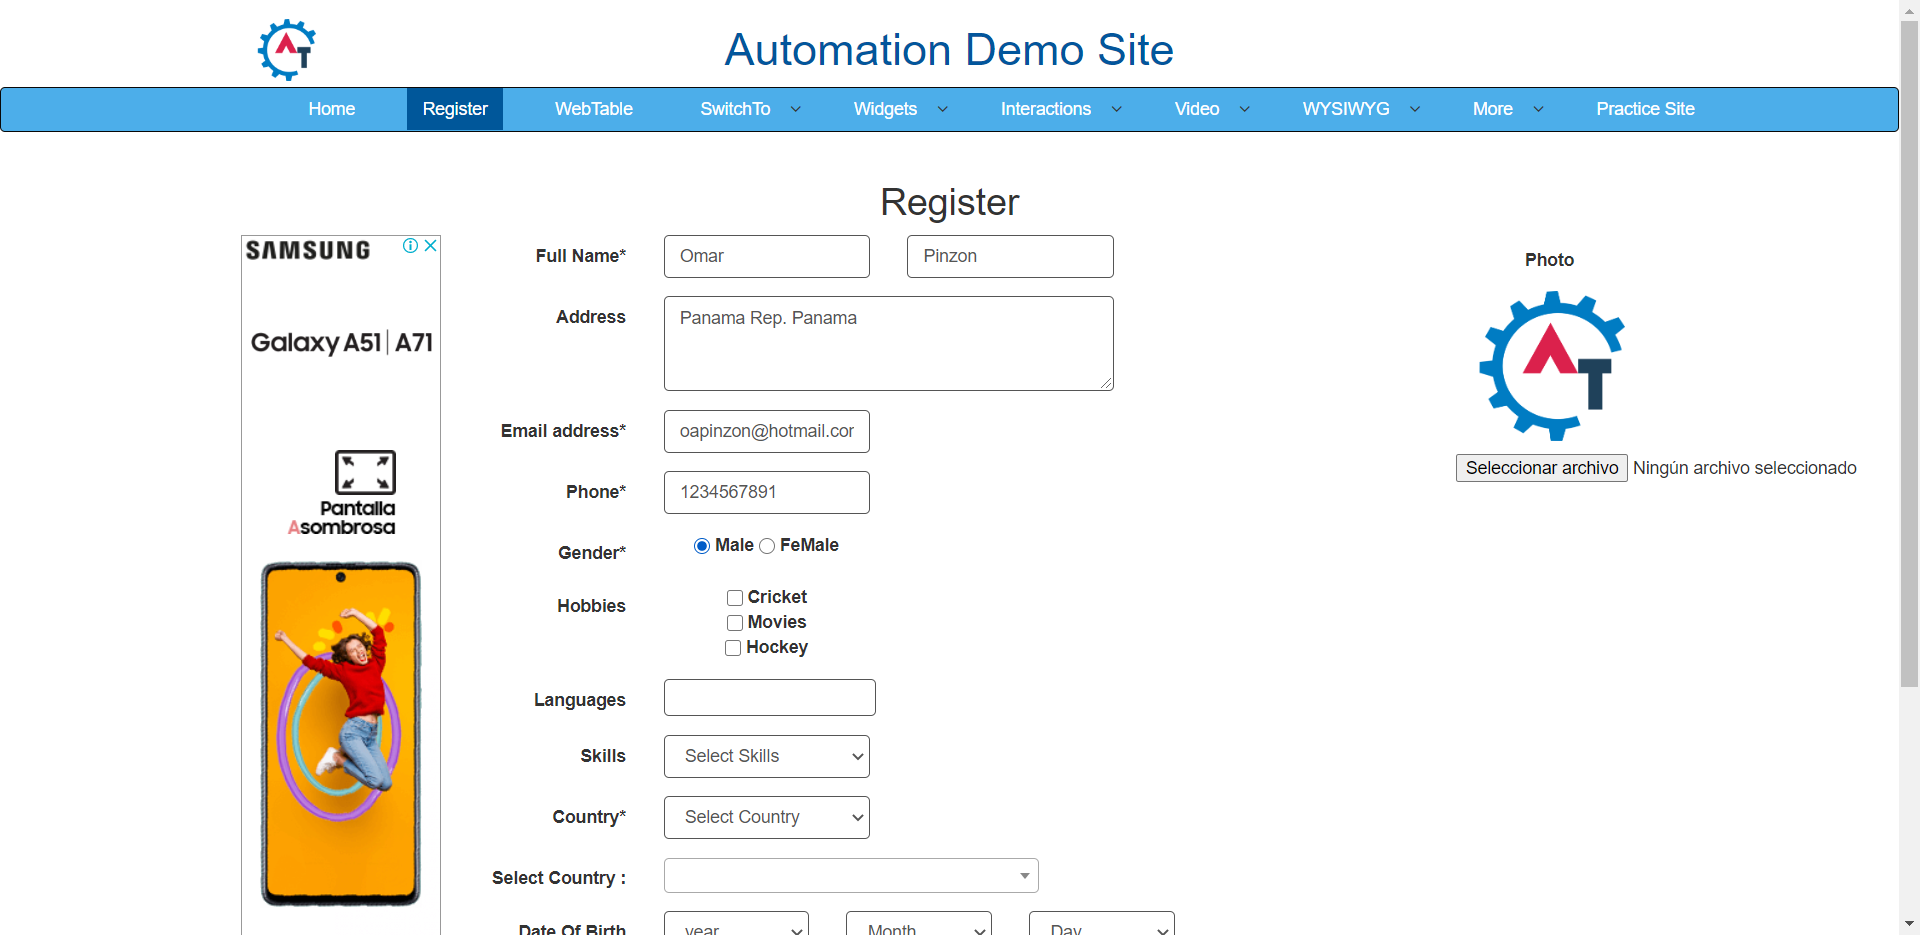 AT
Automation Demo Site
Home Register WebTable SwitchTo Widgets Interactions Video WYSIWYG More Practice Site
Register
SAMSUNG
Galaxy A51 | A71
Pantalla
Asombrosa
Full Name* Omar Pinzon
Address Panama Rep. Panama
Email address* oapinzon@hotmail.cor
Phone* 1234567891
Gender* Male FeMale
Hobbies Cricket
Movies
Hockey
Languages
Skills Select Skills
Country* Select Country
Select Country :
Date Of Birth year Month Day
Photo
AT
Seleccionar archivo Ningún archivo seleccionado